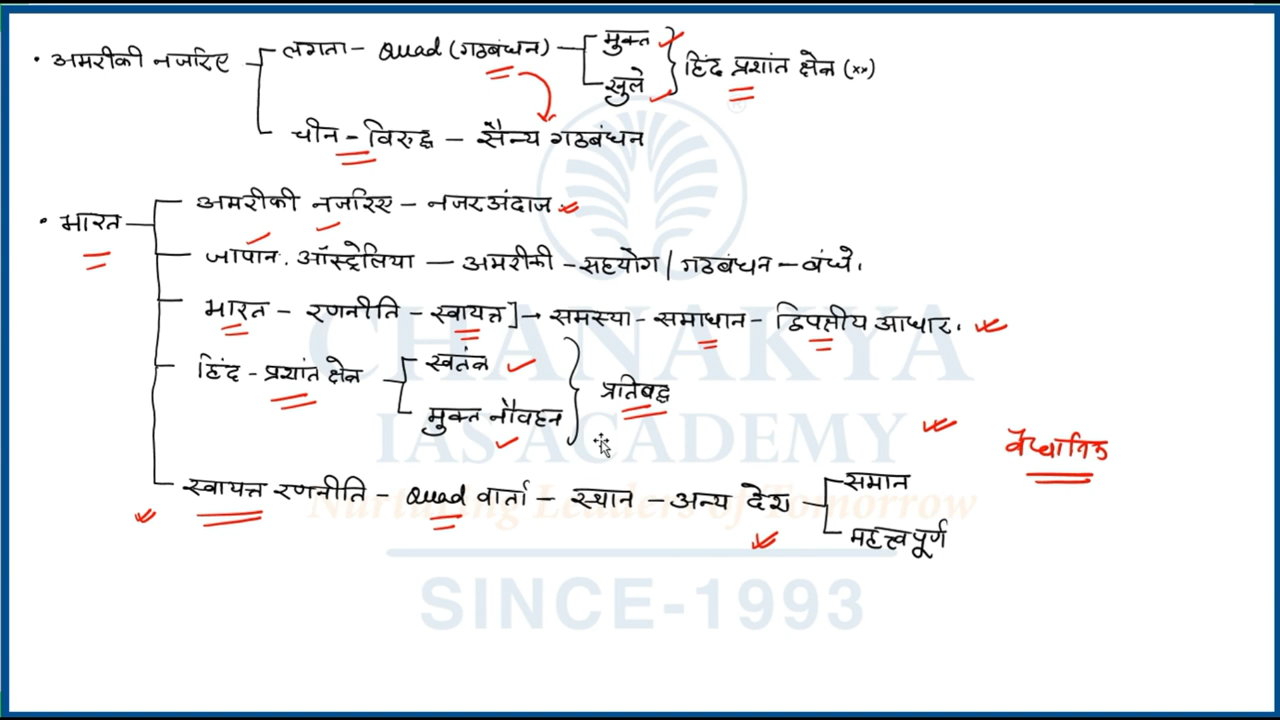 • अमरीकी नजरिए लगता - Quad (गठबंधन) मुक्त
खुले
हिंद प्रशांत क्षेत्र (xx)
चीन - विरुद्ध - सैन्य गठबंधन
• भारत
अमरीकी नजरिए - नजरअंदाज
जापान. ऑस्ट्रेलिया - अमरीकी - सहयोग / गठबंधन - बंधे.
भारत - रणनीति - स्वायत्त ] → समस्या - समाधान - द्विपक्षीय आधार.
हिंद - प्रशांत क्षेत्र स्वतंत्र
मुक्त नौवहन
प्रतिबद्ध
स्वायत्त रणनीति - Quad वार्ता - स्थान - अन्य देश समान
महत्त्वपूर्ण
CHANAKYA
IAS ACADEMY
Nurturing Leaders of Tomorrow
SINCE-1993